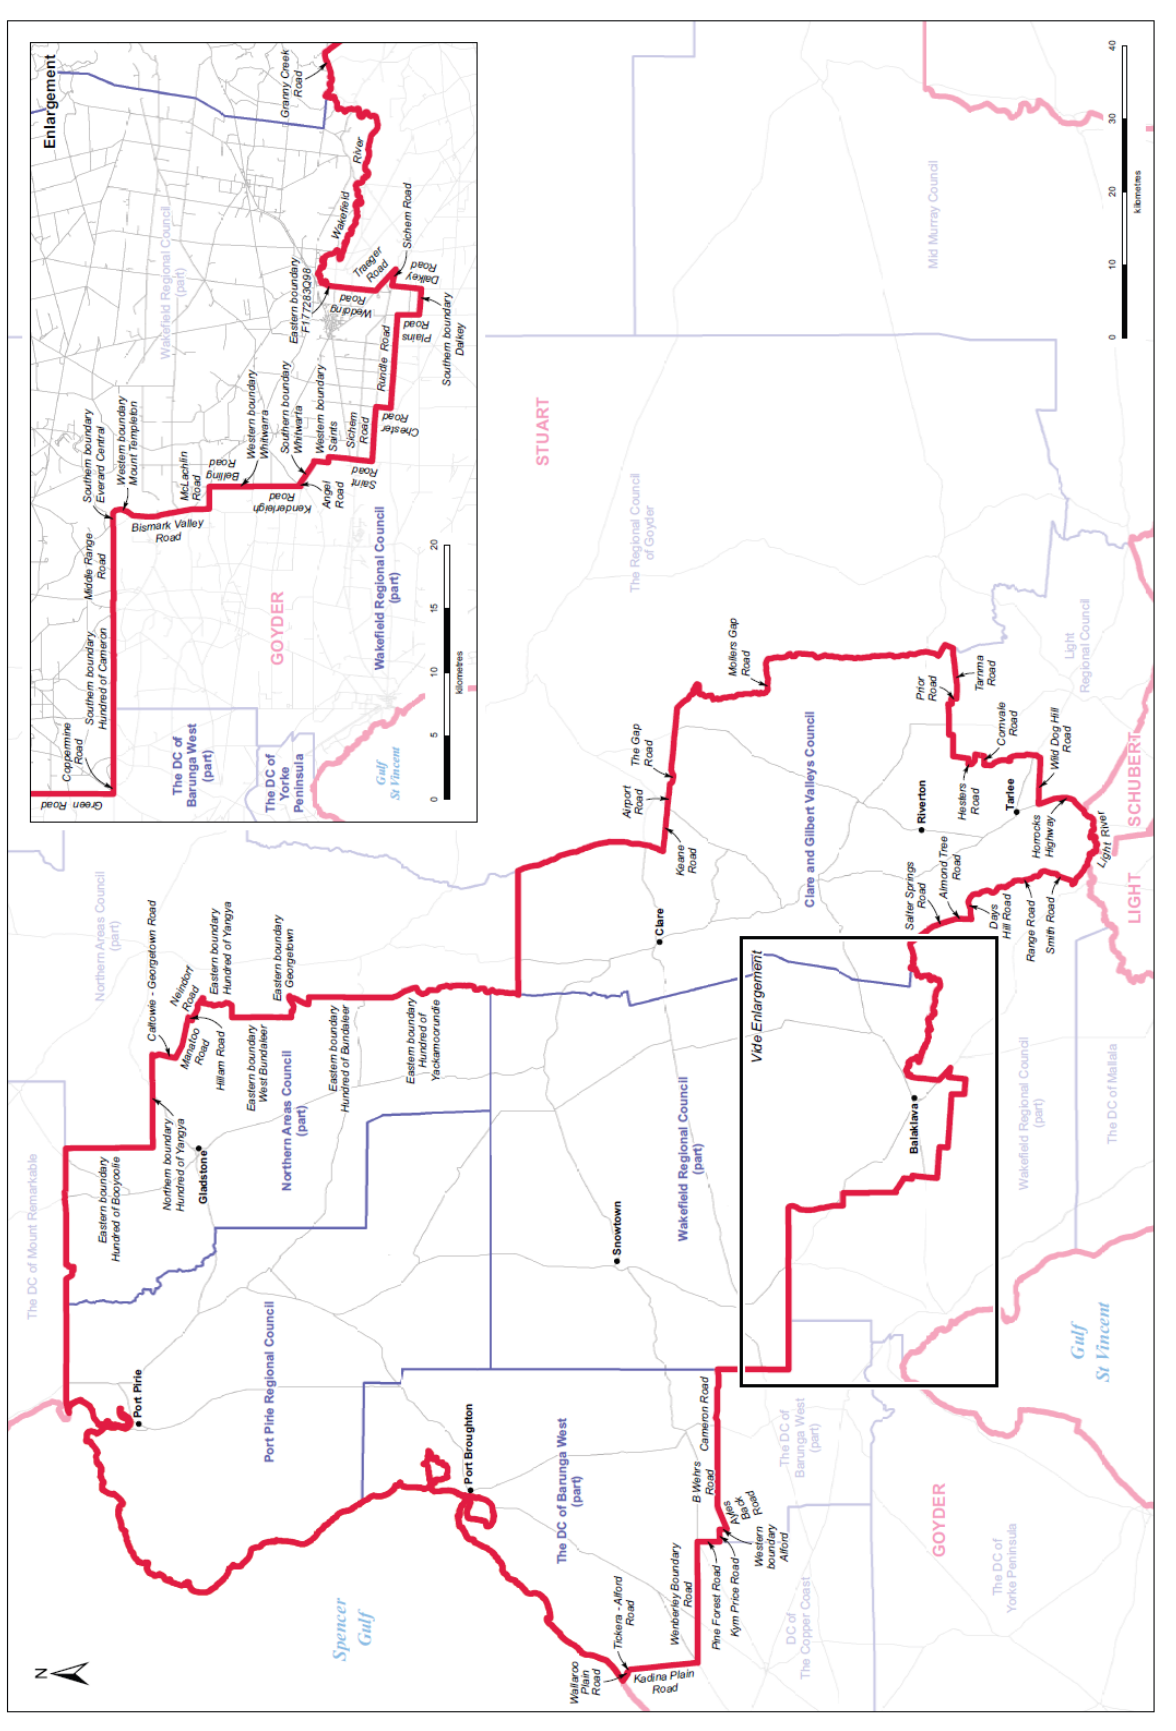 Enlargement
Granny Creek
Road
River
Wakefield
Wakefield Regional Council
(part)
Sichem Road
Traeger
Road
Dalkey
Road
Eastern boundary
F177283Q98
Wedding
Road
Plains
Road
Southern boundary
Dalkey
Rundle Road
Chester
Road
Western boundary
Whitwarra
Southern boundary
Whitwarta
Western boundary
Saints
Sichem
Road
Saint
Road
Southern boundary
Everard Central
Western boundary
Mount Templeton
McLachlin
Road
Belling
Road
Kenderleigh
Road
Angel
Road
Bismark Valley
Road
Middle Range
Road
Southern boundary
Hundred of Cameron
Coppermine
Road
Green Road
GOYDER
Wakefield Regional Council
(part)
The DC of
Barunga West
(part)
The DC of
Yorke
Peninsula
Gulf
St Vincent
0
5
10
15
20
kilometres
0
10
20
30
40
kilometres
Mid Murray Council
STUART
The Regional Council
of Goyder
Light
Regional Council
SCHUBERT
LIGHT
Mollers Gap
Road
The Gap
Road
Airport
Road
Keane
Road
Prior
Road
Tarnma
Road
Cornvale
Road
Wild Dog Hill
Road
Hesters
Road
Tarlee
Riverton
Horrocks
Highway
Light River
Clare and Gilbert Valleys Council
Salter Springs
Road
Almond Tree
Road
Days
Hill Road
Range Road
Smith Road
Clare
Vide Enlargement
Balaklava
Northern Areas Council
(part)
Caltowie - Georgetown Road
Neindorf
Road
Eastern boundary
Hundred of Yangya
Eastern boundary
Georgetown
Manatoo
Road
Hillam Road
Eastern boundary
West Bundaleer
Eastern boundary
Hundred of Bundaleer
Eastern boundary
Hundred of
Yackamoorundie
Northern Areas Council
(part)
Northern boundary
Hundred of Yangya
Gladstone
Eastern boundary
Hundred of Booyoolie
The DC of Mount Remarkable
Wakefield Regional Council
(part)
Snowtown
Wakefield Regional Council
(part)
The DC of Mallala
Port Pirie
Port Pirie Regional Council
Port Broughton
The DC of Barunga West
(part)
Cameron Road
B Wehrs
Road
Ayles
Back
Road
Western
boundary
Alford
Kym Price Road
Pine Forest Road
Wenberley Boundary
Road
Tickera - Alford
Road
Kadina Plain
Road
Wallaroo
Plain
Road
Spencer
Gulf
The DC of
Barunga West
(part)
DC of
The Copper Coast
GOYDER
The DC of
Yorke Peninsula
Gulf
St Vincent
N